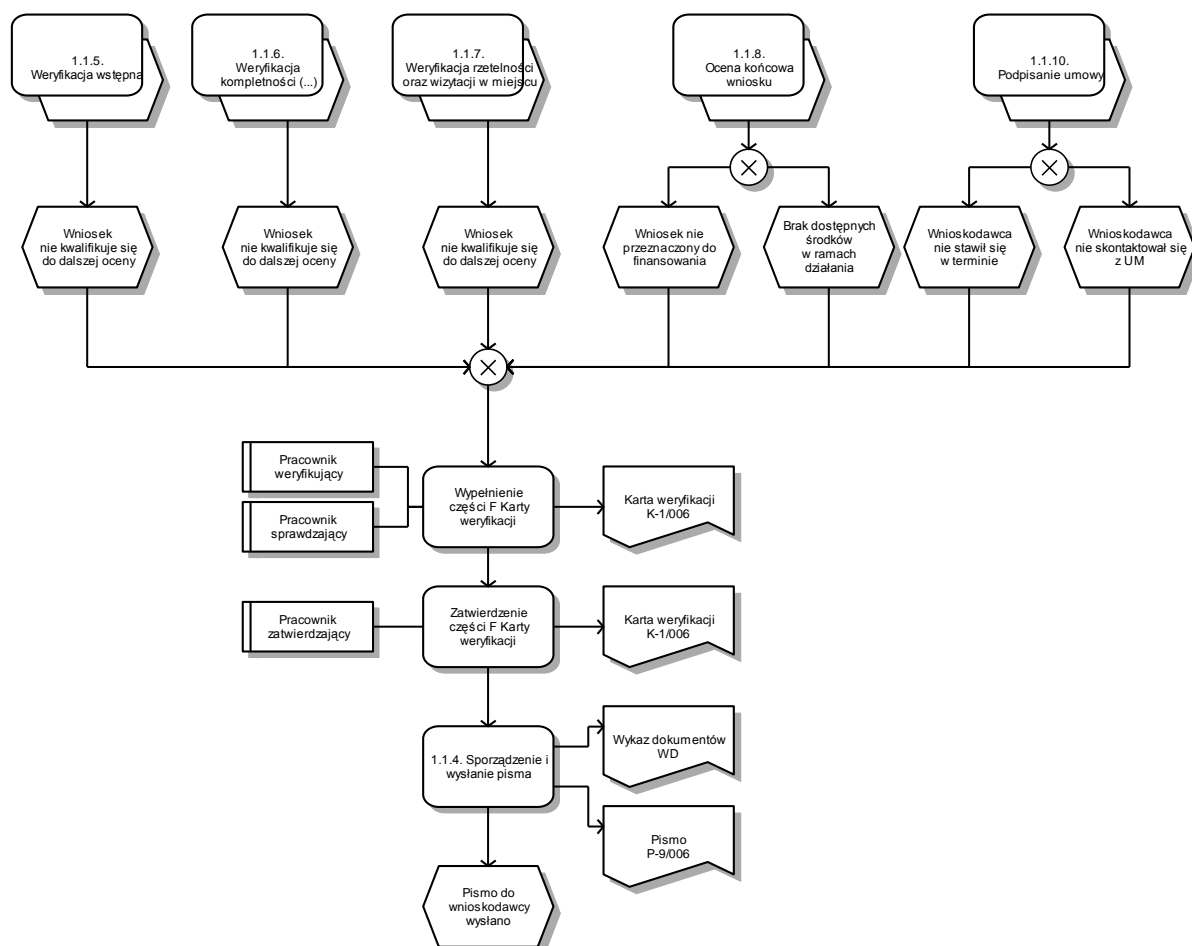 1.1.5.
Weryfikacja wstępna
1.1.6.
Weryfikacja
kompletności (...)
1.1.7.
Weryfikacja rzetelności
oraz wizytacji w miejscu
1.1.8.
Ocena końcowa
wniosku
1.1.10.
Podpisanie umowy
Wniosek
nie kwalifikuje się
do dalszej oceny
Wniosek
nie kwalifikuje się
do dalszej oceny
Wniosek
nie kwalifikuje się
do dalszej oceny
Wniosek nie
przeznaczony do
finansowania
Brak dostępnych
środków
w ramach
działania
Wnioskodawca
nie stawił się
w terminie
Wnioskodawca
nie skontaktował się
z UM
Pracownik
weryfikujący
Pracownik
sprawdzający
Wypełnienie
części F Karty
weryfikacji
Karta weryfikacji
K-1/006
Pracownik
zatwierdzający
Zatwierdzenie
części F Karty
weryfikacji
Karta weryfikacji
K-1/006
1.1.4. Sporządzenie i
wysłanie pisma
Wykaz dokumentów
WD
Pismo
P-9/006
Pismo do
wnioskodawcy
wysłano